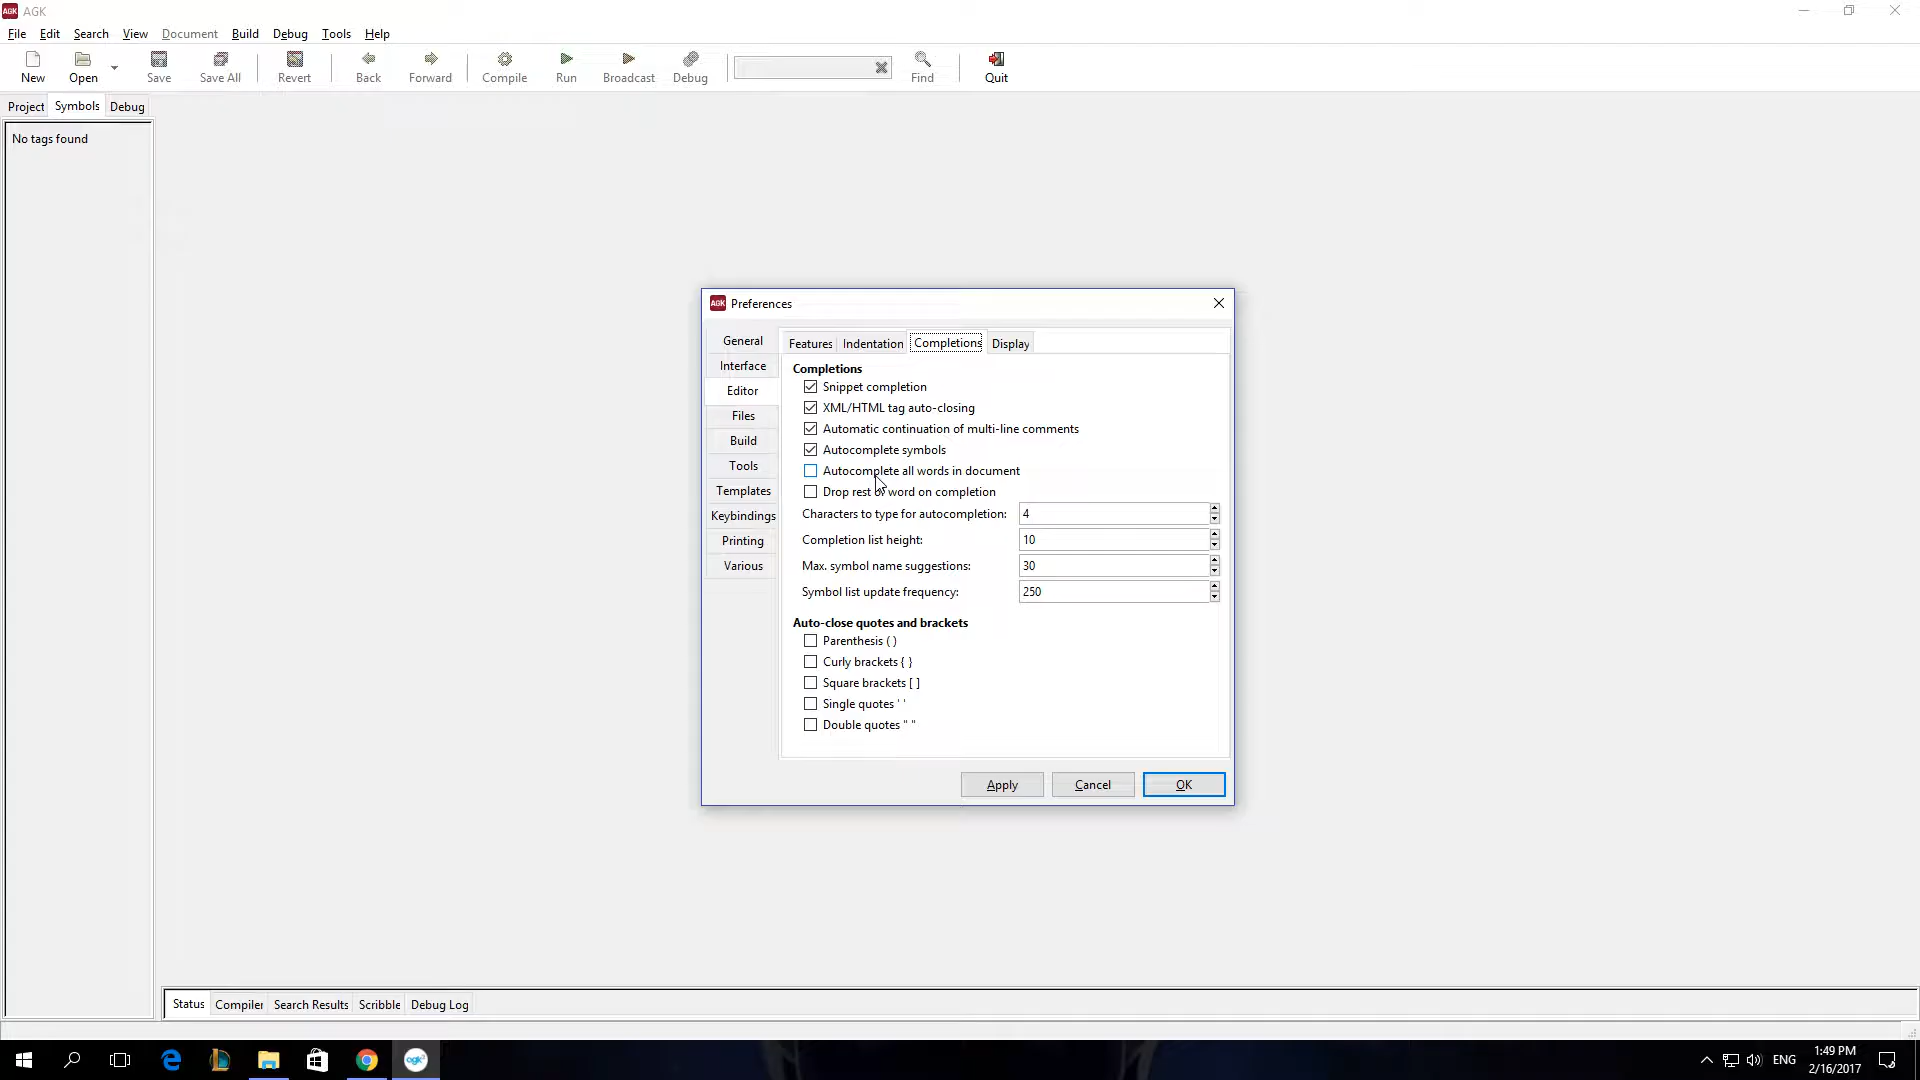 AGK AGK
File Edit Search View Document Build Debug Tools Help
New Open Save Save All Revert Back Forward Compile Run Broadcast Debug Find Quit
Project Symbols Debug
No tags found
AGK Preferences
General
Interface
Editor
Files
Build
Tools
Templates
Keybindings
Printing
Various
Features Indentation Completions Display
Completions
Snippet completion
XML/HTML tag auto-closing
Automatic continuation of multi-line comments
Autocomplete symbols
Autocomplete all words in document
Drop rest of word on completion
Characters to type for autocompletion: 4
Completion list height: 10
Max. symbol name suggestions: 30
Symbol list update frequency: 250
Auto-close quotes and brackets
Parenthesis ( )
Curly brackets { }
Square brackets [ ]
Single quotes ' '
Double quotes " "
Apply Cancel OK
Status Compiler Search Results Scribble Debug Log
agk
ENG
1:49 PM
2/16/2017